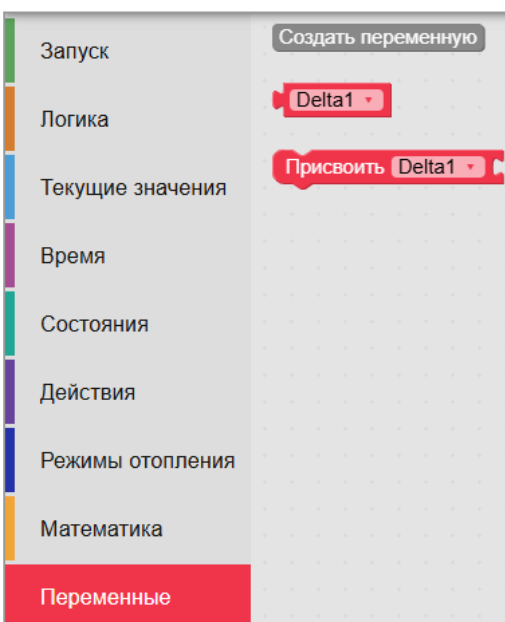 Запуск
Логика
Текущие значения
Время
Состояния
Действия
Режимы отопления
Математика
Переменные
Создать переменную
Delta1
Присвоить Delta1